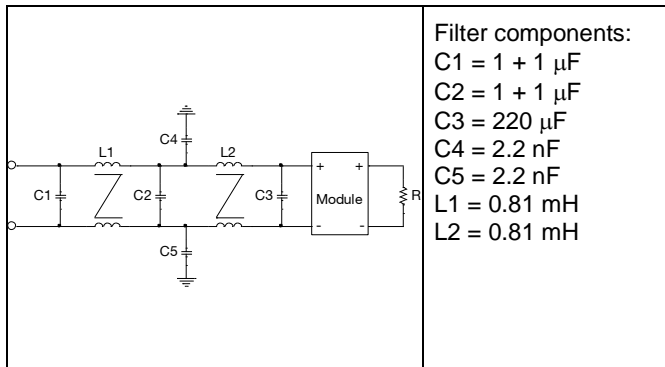 C4
L1
L2
C1
C2
C3
+ +
Module
- -
R
C5
Filter components:
C1 = 1 + 1 μF
C2 = 1 + 1 μF
C3 = 220 μF
C4 = 2.2 nF
C5 = 2.2 nF
L1 = 0.81 mH
L2 = 0.81 mH